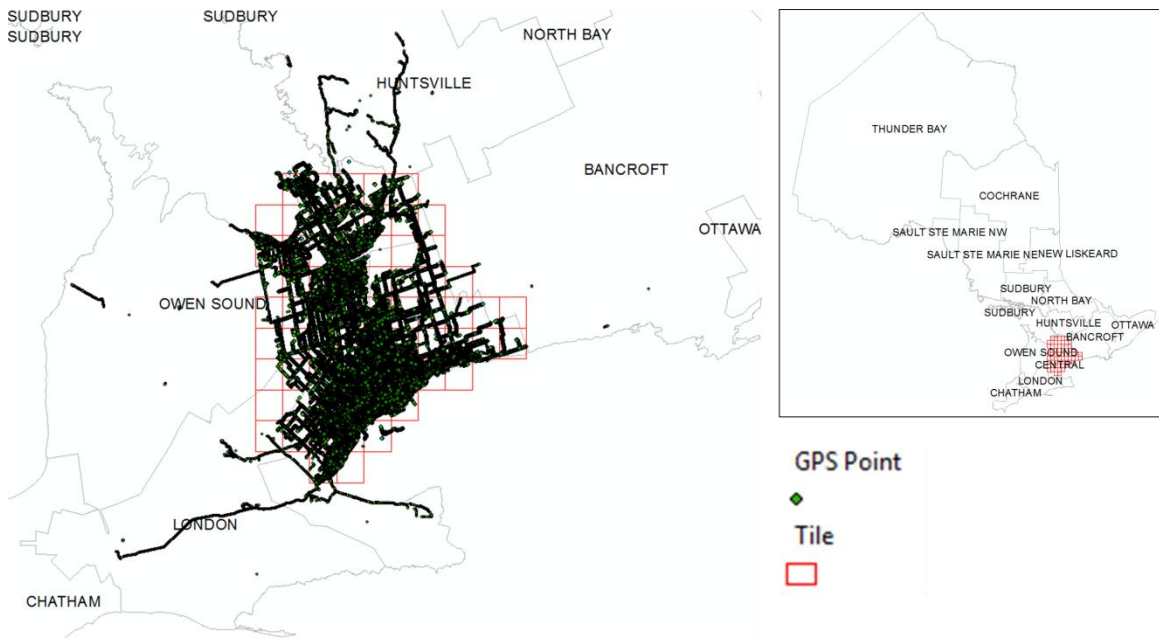 SUDBURY
SUDBURY
SUDBURY
NORTH BAY
HUNTSVILLE
BANCROFT
OTTAWA
OWEN SOUND
LONDON
CHATHAM
THUNDER BAY
COCHRANE
SAULT STE MARIE NW
SAULT STE MARIE NE
NEW LISKEARD
SUDBURY
NORTH BAY
SUDBURY
HUNTSVILLE
OTTAWA
BANCROFT
OWEN SOUND
CENTRAL
LONDON
CHATHAM
GPS Point
Tile